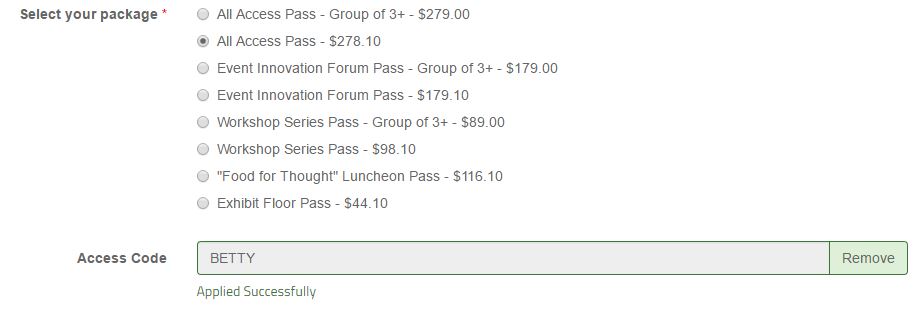 Select your package *
All Access Pass - Group of 3+ - $279.00
All Access Pass - $278.10
Event Innovation Forum Pass - Group of 3+ - $179.00
Event Innovation Forum Pass - $179.10
Workshop Series Pass - Group of 3+ - $89.00
Workshop Series Pass - $98.10
"Food for Thought" Luncheon Pass - $116.10
Exhibit Floor Pass - $44.10
Access Code
BETTY
Remove
Applied Successfully